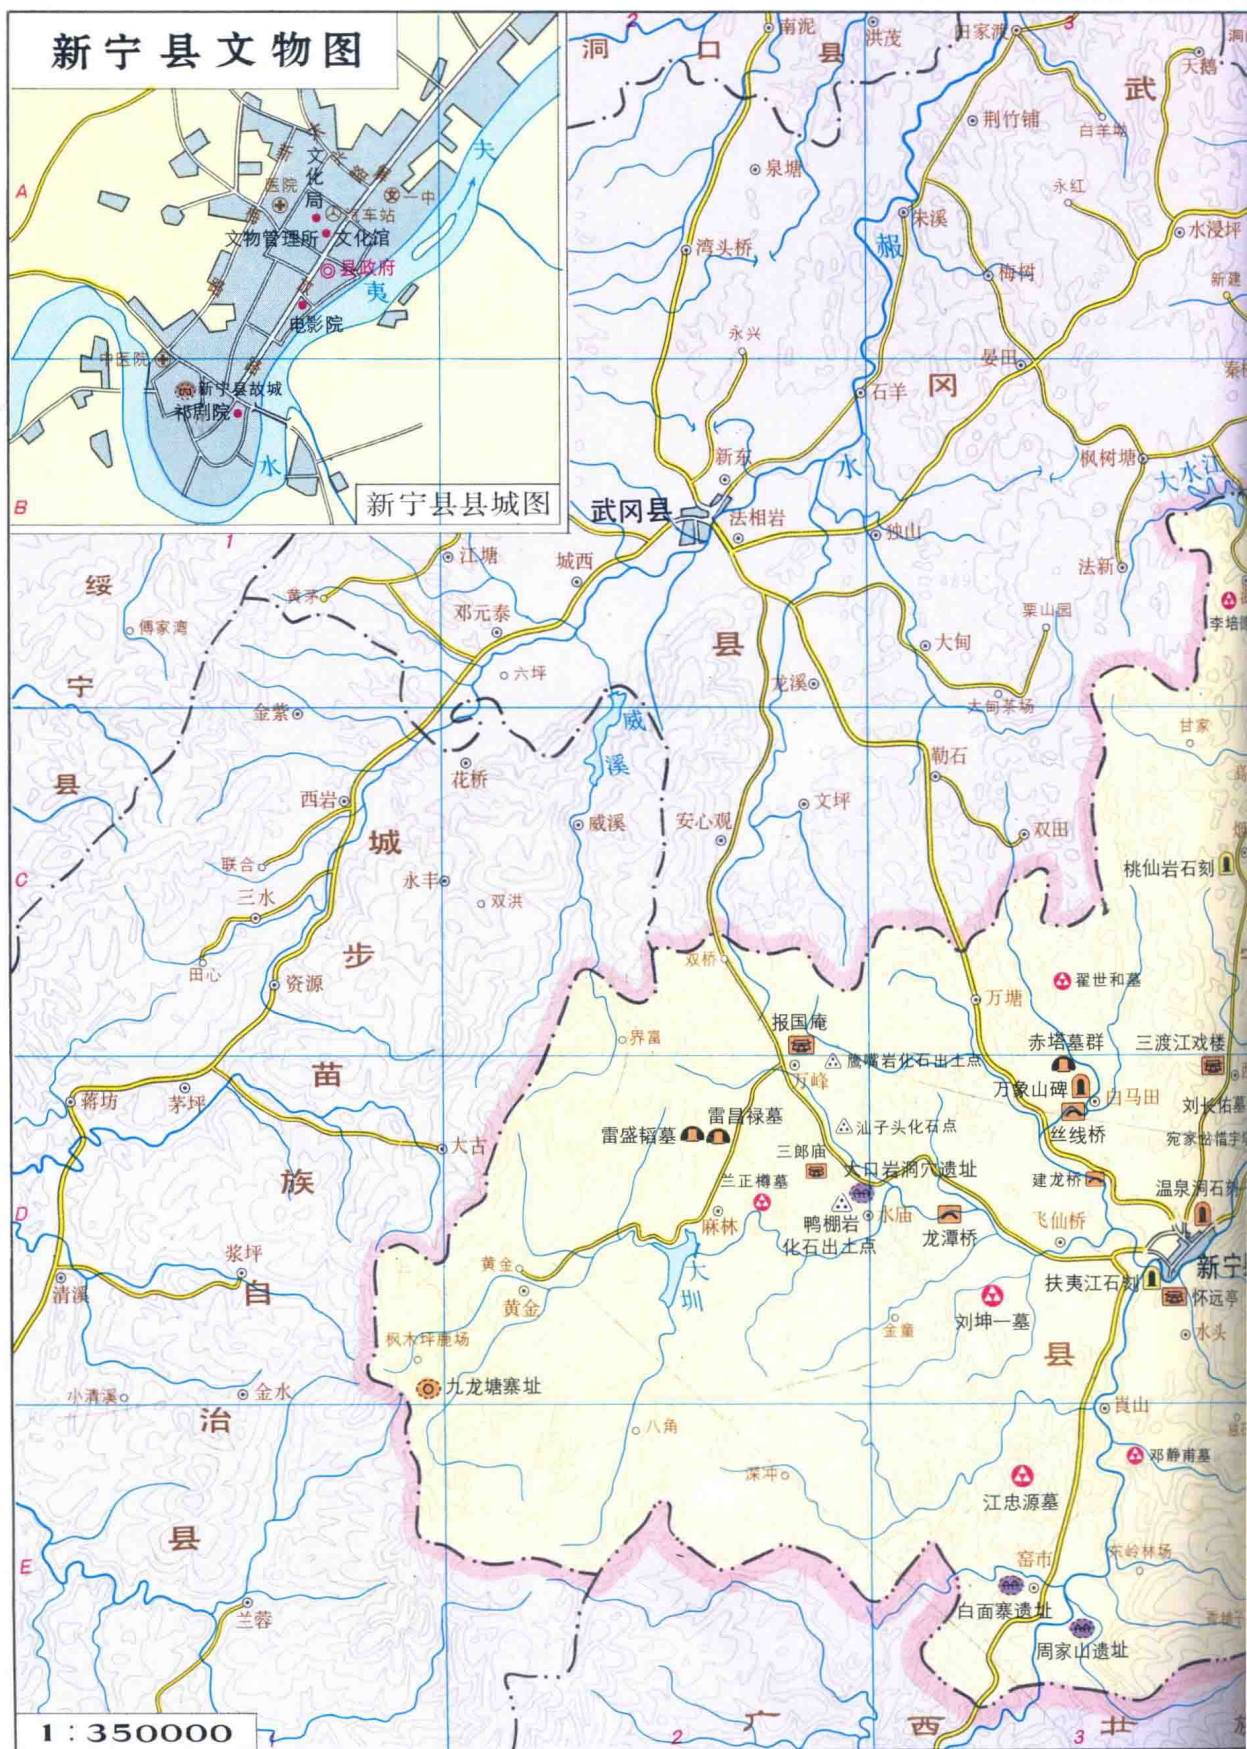 新宁县文物图
夫
文化局
一中
医院
汽车站
文物管理所
文化馆
县政府
夷
电影院
中医院
新宁县故城
祁剧院
水
新宁县县城图
A
B
C
D
E
1
2
3
洞口县
南泥
洪茂
田家渡
武
天鹅
荆竹铺
白羊坳
泉塘
永红
朱溪
赧
水浸坪
湾头桥
梅树
新建
永兴
晏田
冈
石羊
枫树塘
新东
水
大水江
武冈县
法相岩
独山
法新
绥
江塘
城西
黄茅
邓元泰
傅家湾
栗山园
大甸
县
六坪
龙溪
宁
金紫
大甸茶场
威
甘家
溪
花桥
勒石
县
西岩
威溪
安心观
文坪
双田
城
联合
桃仙岩石刻
永丰
双洪
三水
步
田心
资源
双桥
翟世和墓
万塘
报国庵
界富
赤塔墓群
三渡江戏楼
苗
万峰
鹰嘴岩化石出土点
万象山碑
白马田
蒋坊
茅坪
刘长佑墓
雷昌禄墓
雷盛韬墓
汕子头化石点
丝线桥
大古
三郎庙
族
兰正樽墓
大口岩洞穴遗址
建龙桥
温泉洞石刻
麻林
鸭棚岩
化石出土点
水庙
龙潭桥
飞仙桥
浆坪
黄金
大圳
新宁县
扶夷江石刻
清溪
自
黄金
怀远亭
刘坤一墓
金童
水头
枫木坪鹿场
县
九龙塘寨址
小清溪
金水
治
崀山
八角
邓静甫墓
深冲
江忠源墓
县
窑市
东岭林场
白面寨遗址
兰蓉
周家山遗址
1:350000
1
2
广西壮
3